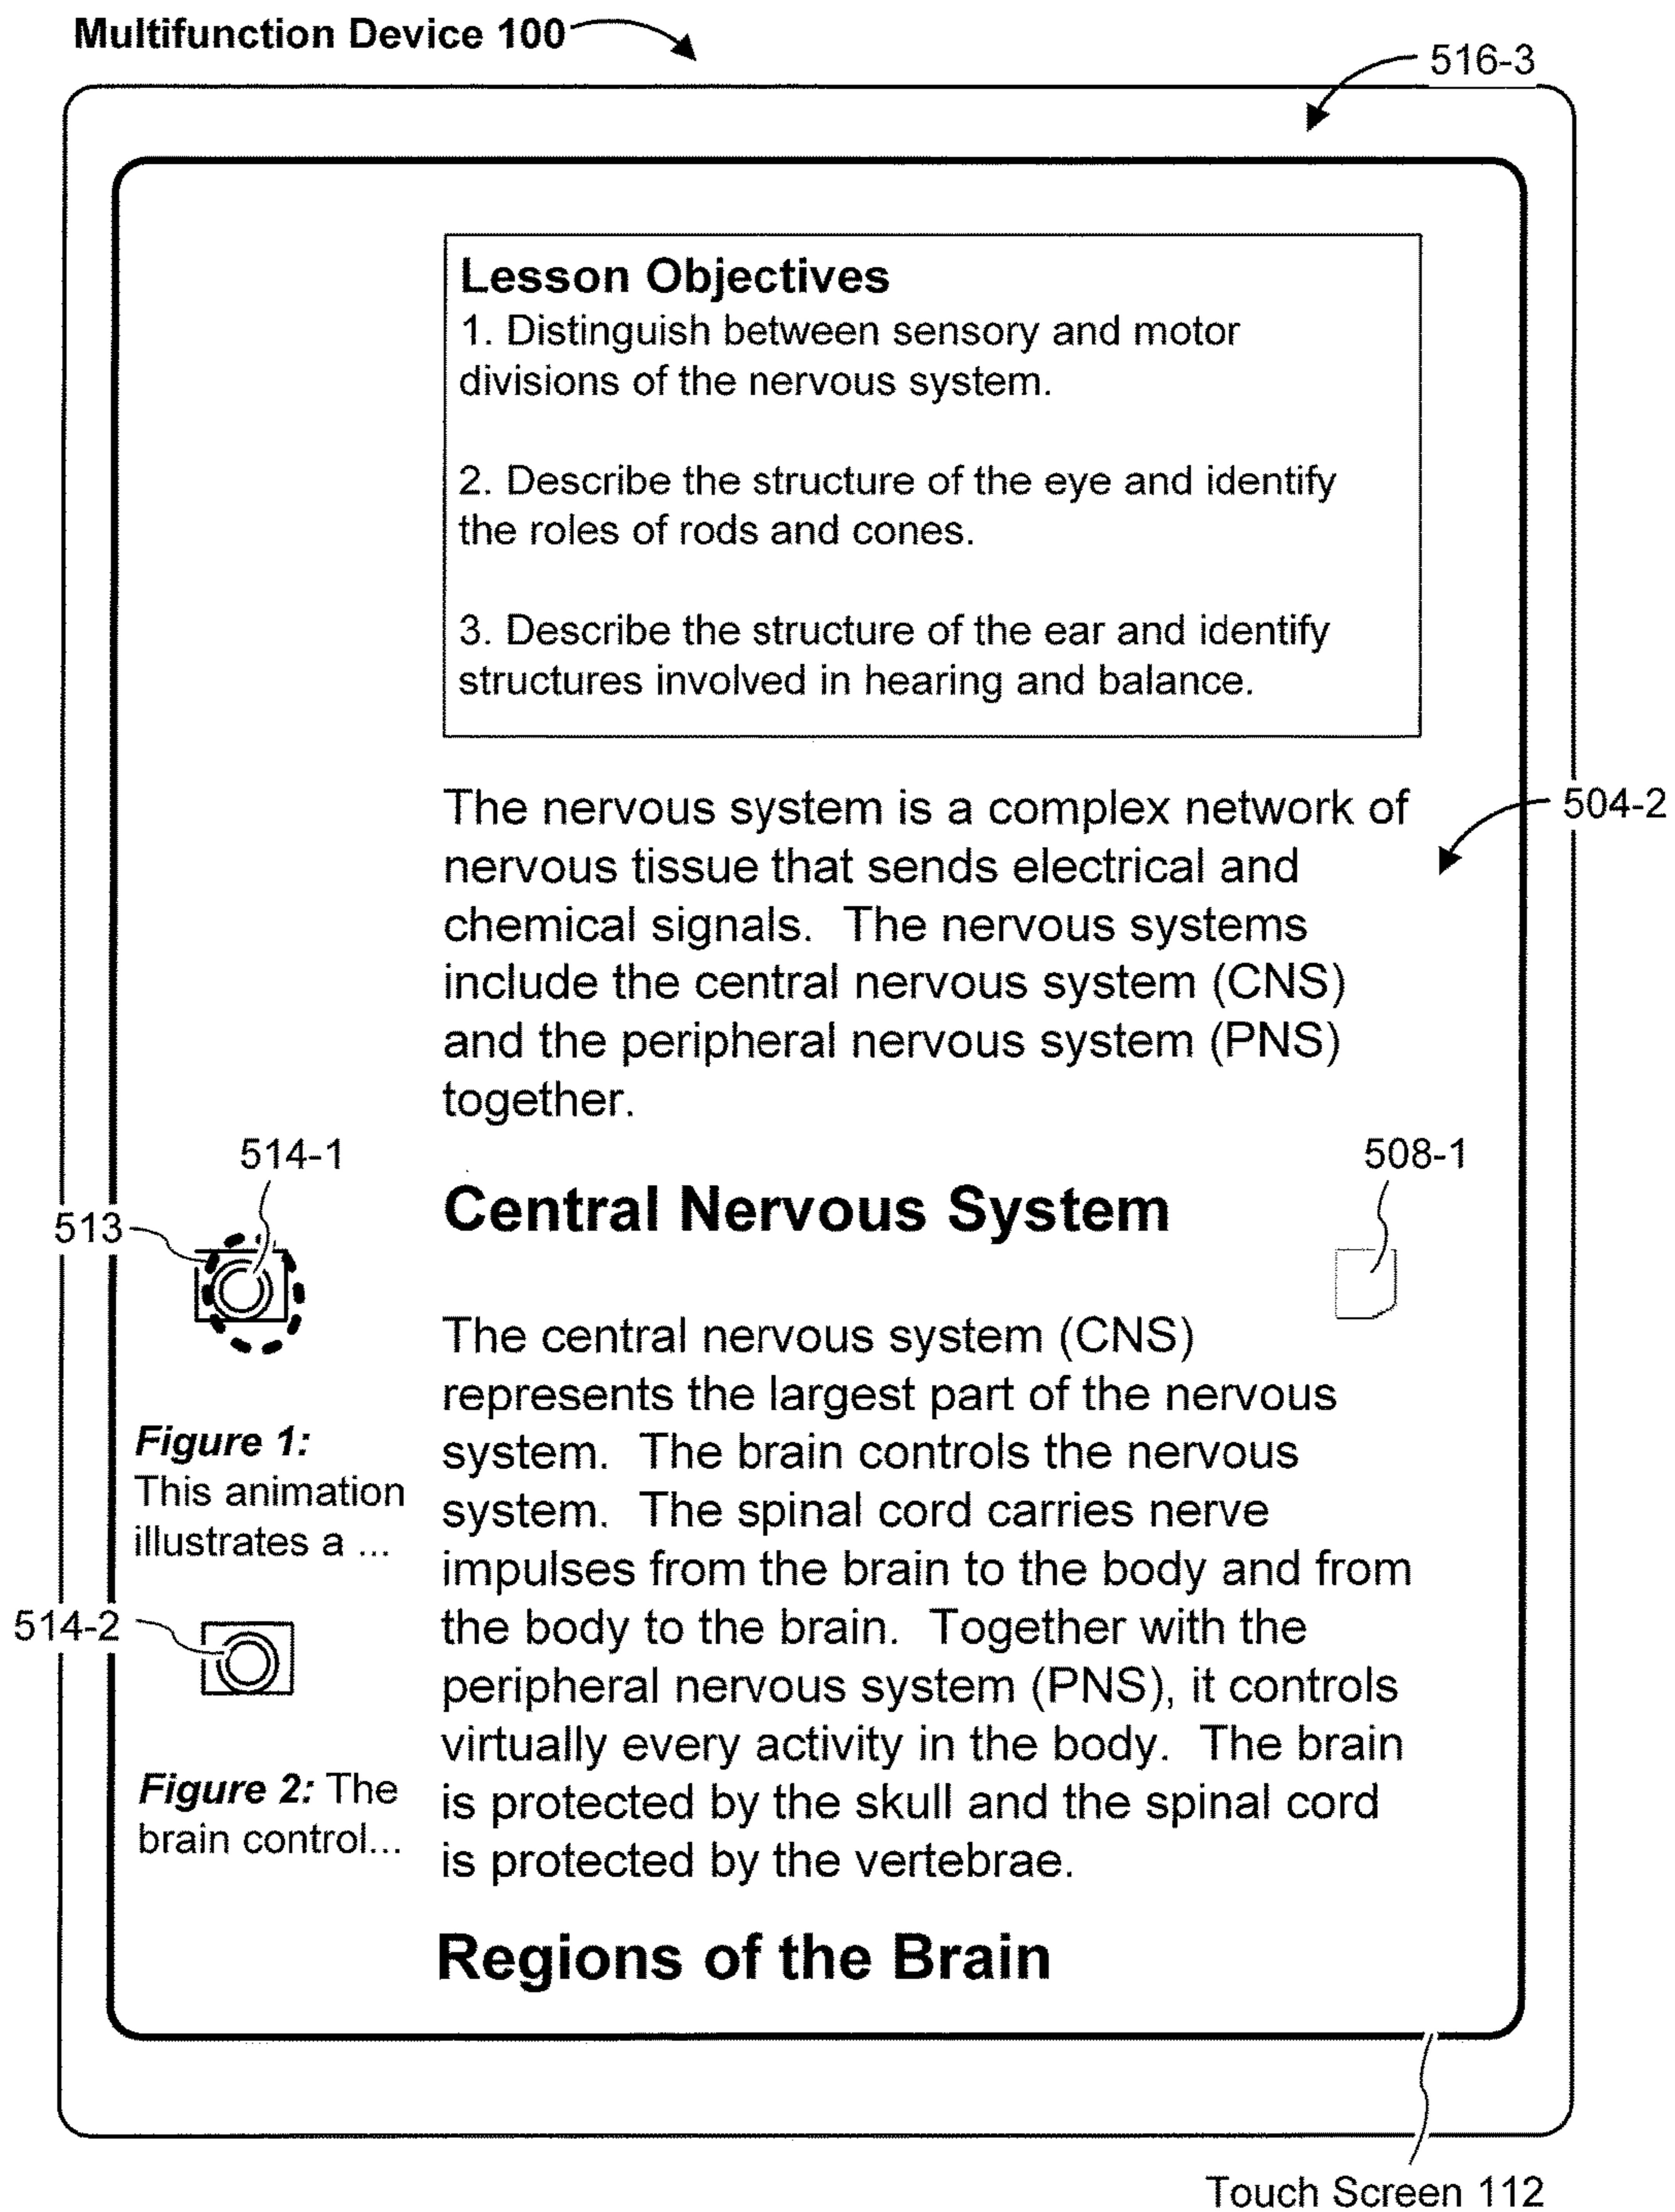 Multifunction Device 100
516-3
Lesson Objectives
1. Distinguish between sensory and motor
divisions of the nervous system.
2. Describe the structure of the eye and identify
the roles of rods and cones.
3. Describe the structure of the ear and identify
structures involved in hearing and balance.
The nervous system is a complex network of
nervous tissue that sends electrical and
chemical signals. The nervous systems
include the central nervous system (CNS)
and the peripheral nervous system (PNS)
together.
504-2
514-1
508-1
513
Central Nervous System
The central nervous system (CNS)
represents the largest part of the nervous
system. The brain controls the nervous
system. The spinal cord carries nerve
impulses from the brain to the body and from
the body to the brain. Together with the
peripheral nervous system (PNS), it controls
virtually every activity in the body. The brain
is protected by the skull and the spinal cord
is protected by the vertebrae.
Figure 1:
This animation
illustrates a ...
514-2
Figure 2: The
brain control...
Regions of the Brain
Touch Screen 112